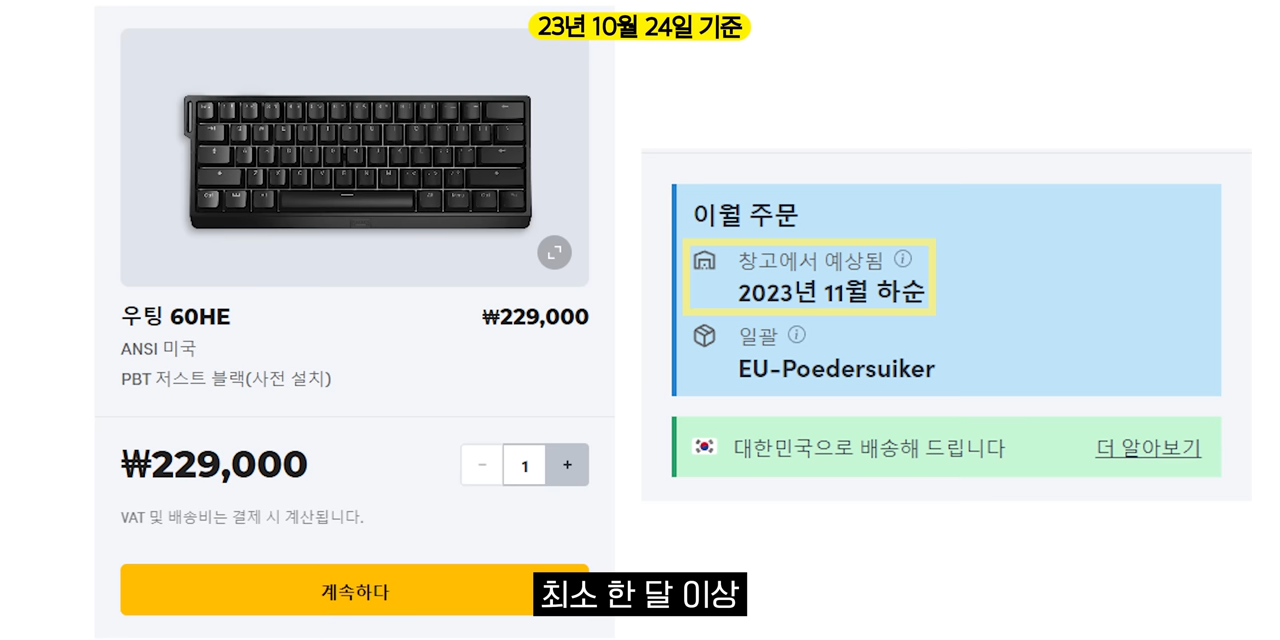 23년 10월 24일 기준
우팅 60HE ₩229,000
ANSI 미국
PBT 저스트 블랙(사전 설치)
₩229,000
− 1 +
VAT 및 배송비는 결제 시 계산됩니다.
계속하다
이월 주문
창고에서 예상됨
2023년 11월 하순
일괄
EU-Poedersuiker
대한민국으로 배송해 드립니다 더 알아보기
최소 한 달 이상